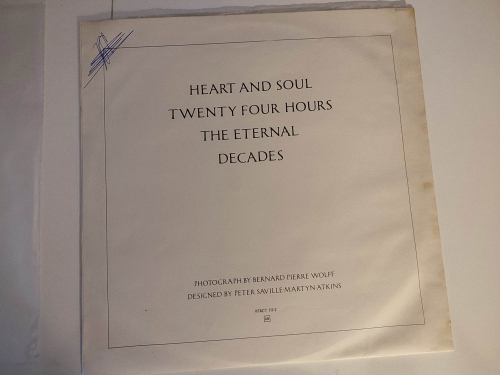 HEART AND SOUL
TWENTY FOUR HOURS
THE ETERNAL
DECADES
PHOTOGRAPH BY BERNARD PIERRE WOLFF
DESIGNED BY PETER SAVILLE/MARTYN ATKINS